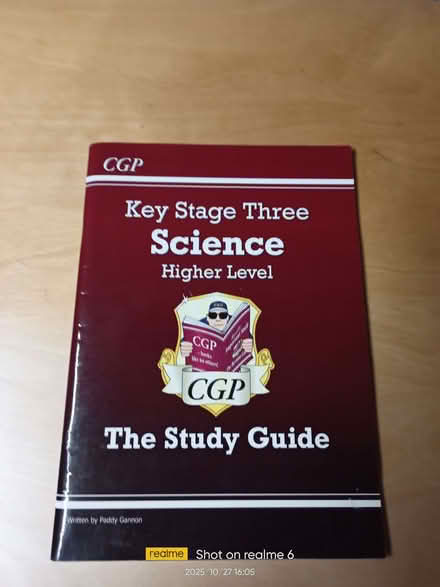 CGP
Key Stage Three
Science
Higher Level
CGP
CGP
The Study Guide
Written by Paddy Gannon
realme Shot on realme 6
2025/10/27 16:05